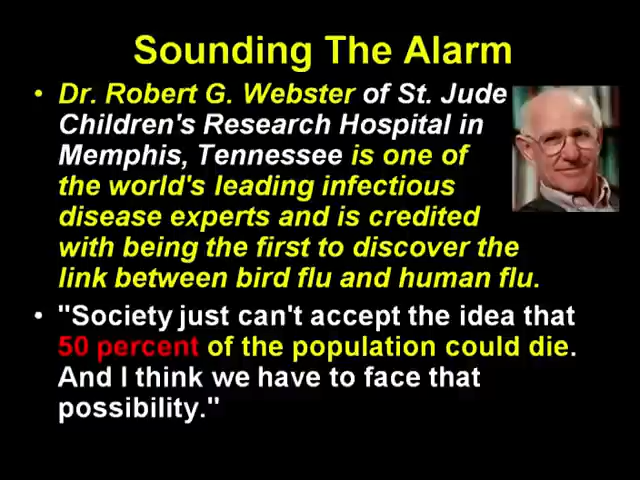 Sounding The Alarm
• Dr. Robert G. Webster of St. Jude
Children's Research Hospital in
Memphis, Tennessee is one of
the world's leading infectious
disease experts and is credited
with being the first to discover the
link between bird flu and human flu.
• "Society just can't accept the idea that
50 percent of the population could die.
And I think we have to face that
possibility."